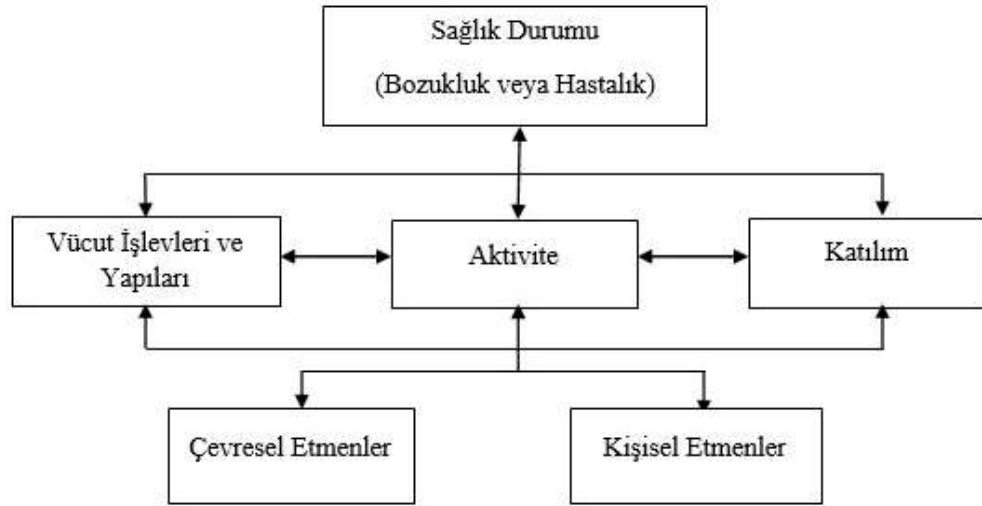 Sağlık Durumu
(Bozukluk veya Hastalık)
Vücut İşlevleri ve
Yapıları
Aktivite
Katılım
Çevresel Etmenler
Kişisel Etmenler